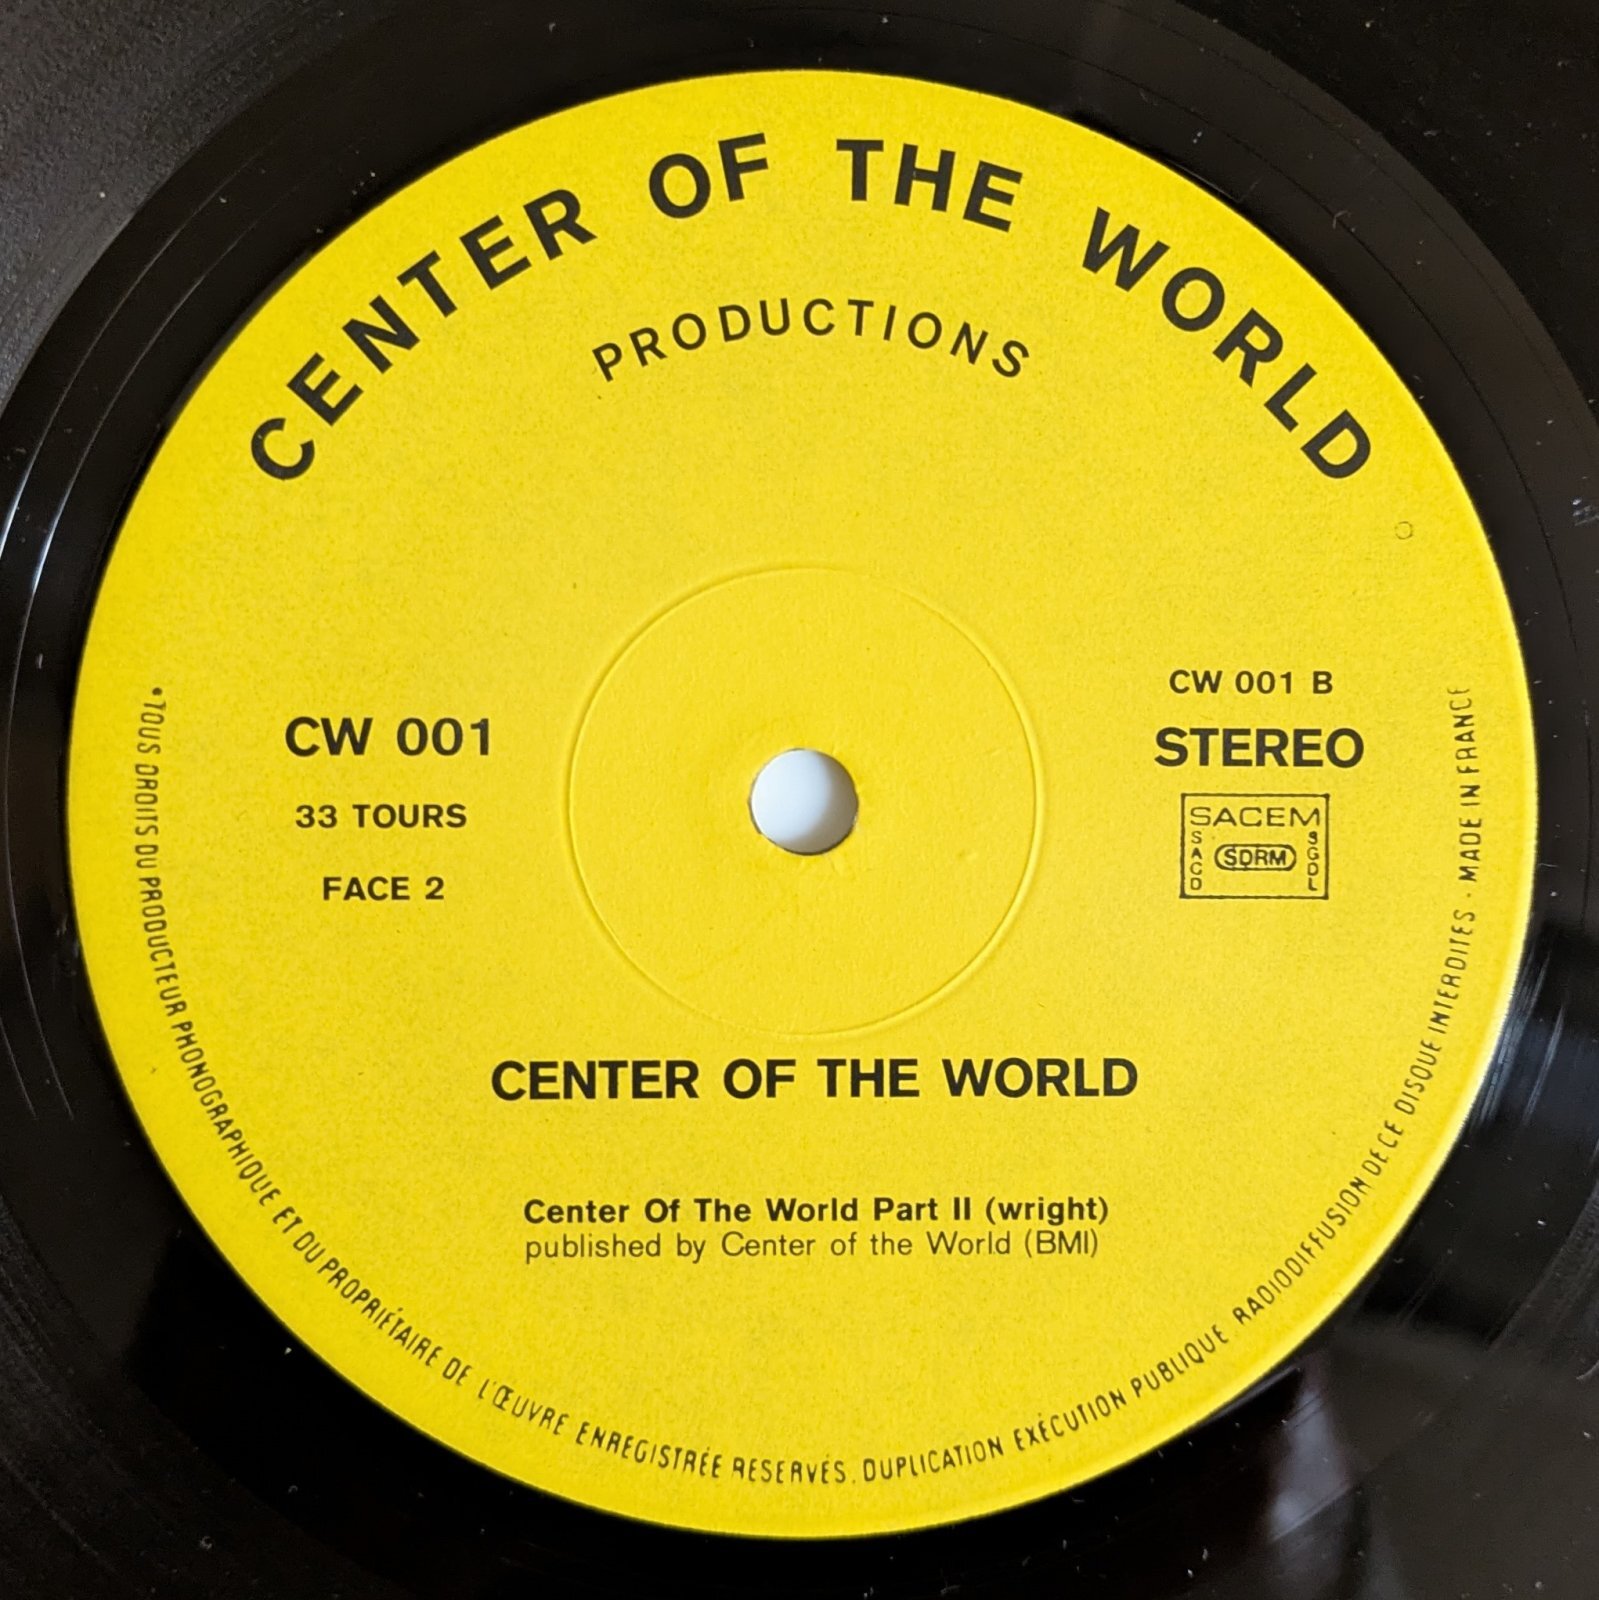 CENTER OF THE WORLD
PRODUCTIONS
CW 001
33 TOURS
FACE 2
CW 001 B
STEREO
SACEM
SACD
SDRM
SGDL
CENTER OF THE WORLD
Center Of The World Part II (wright)
published by Center of the World (BMI)
•TOUS DROITS DU PRODUCTEUR PHONOGRAPHIQUE ET DU PROPRIÉTAIRE DE L'ŒUVRE ENREGISTRÉE RESERVÉS. DUPLICATION EXÉCUTION PUBLIQUE RADIODIFFUSION DE CE DISQUE INTERDITES - MADE IN FRANCE